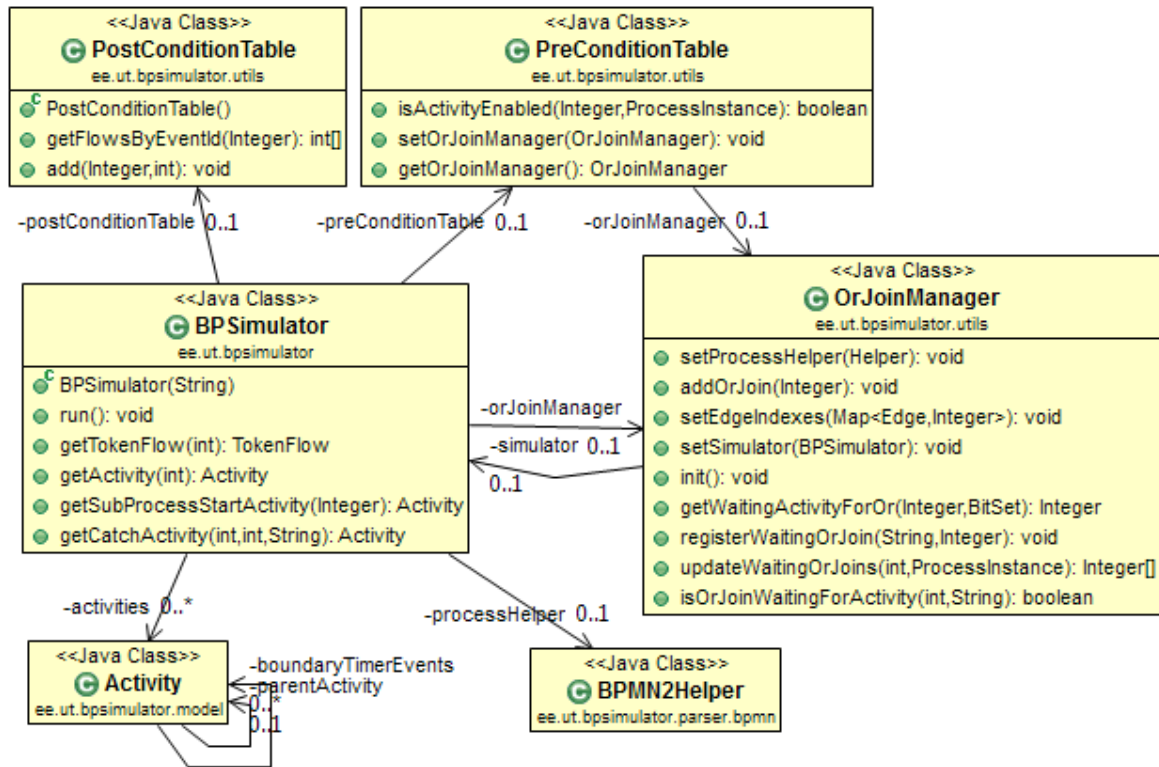 <<Java Class>>
PostConditionTable
ee.ut.bpsimulator.utils
PostConditionTable()
getFlowsByEventId(Integer): int[]
add(Integer,int): void
<<Java Class>>
PreConditionTable
ee.ut.bpsimulator.utils
isActivityEnabled(Integer,ProcessInstance): boolean
setOrJoinManager(OrJoinManager): void
getOrJoinManager(): OrJoinManager
-postConditionTable 0..1
-preConditionTable 0..1
-orJoinManager 0..1
<<Java Class>>
BPSimulator
ee.ut.bpsimulator
BPSimulator(String)
run(): void
getTokenFlow(int): TokenFlow
getActivity(int): Activity
getSubProcessStartActivity(Integer): Activity
getCatchActivity(int,int,String): Activity
-orJoinManager
-simulator 0..1
0..1
<<Java Class>>
OrJoinManager
ee.ut.bpsimulator.utils
setProcessHelper(Helper): void
addOrJoin(Integer): void
setEdgeIndexes(Map<Edge,Integer>): void
setSimulator(BPSimulator): void
init(): void
getWaitingActivityForOr(Integer,BitSet): Integer
registerWaitingOrJoin(String,Integer): void
updateWaitingOrJoins(int,ProcessInstance): Integer[]
isOrJoinWaitingForActivity(int,String): boolean
-activities 0..*
-processHelper 0..1
<<Java Class>>
Activity
ee.ut.bpsimulator.model
-boundaryTimerEvents
-parentActivity
0..*
0..1
<<Java Class>>
BPMN2Helper
ee.ut.bpsimulator.parser.bpmn